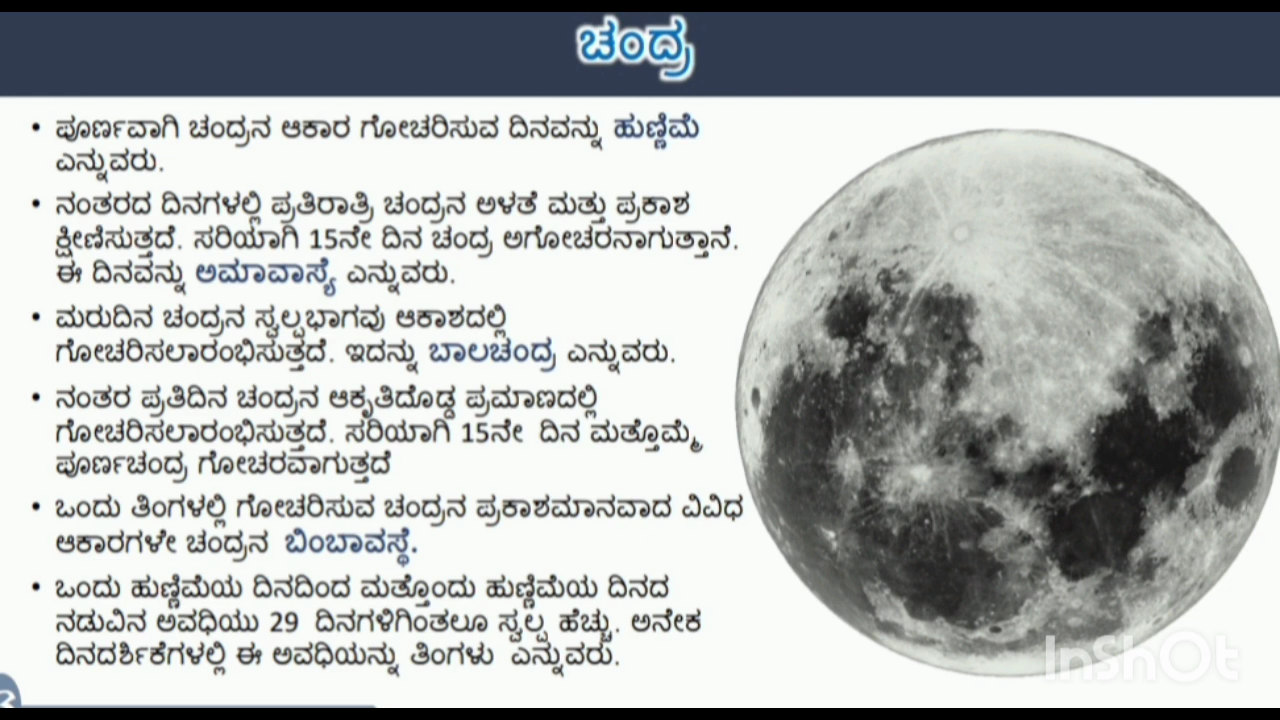 ಚಂದ್ರ
• ಪೂರ್ಣವಾಗಿ ಚಂದ್ರನ ಆಕಾರ ಗೋಚರಿಸುವ ದಿನವನ್ನು ಹುಣ್ಣಿಮೆ
ಎನ್ನುವರು.
• ನಂತರದ ದಿನಗಳಲ್ಲಿ ಪ್ರತಿರಾತ್ರಿ ಚಂದ್ರನ ಅಳತೆ ಮತ್ತು ಪ್ರಕಾಶ
ಕ್ಷೀಣಿಸುತ್ತದೆ. ಸರಿಯಾಗಿ 15ನೇ ದಿನ ಚಂದ್ರ ಅಗೋಚರನಾಗುತ್ತಾನೆ.
ಈ ದಿನವನ್ನು ಅಮಾವಾಸ್ಯೆ ಎನ್ನುವರು.
• ಮರುದಿನ ಚಂದ್ರನ ಸ್ವಲ್ಪಭಾಗವು ಆಕಾಶದಲ್ಲಿ
ಗೋಚರಿಸಲಾರಂಭಿಸುತ್ತದೆ. ಇದನ್ನು ಬಾಲಚಂದ್ರ ಎನ್ನುವರು.
• ನಂತರ ಪ್ರತಿದಿನ ಚಂದ್ರನ ಆಕೃತಿದೊಡ್ಡ ಪ್ರಮಾಣದಲ್ಲಿ
ಗೋಚರಿಸಲಾರಂಭಿಸುತ್ತದೆ. ಸರಿಯಾಗಿ 15ನೇ ದಿನ ಮತ್ತೊಮ್ಮೆ
ಪೂರ್ಣಚಂದ್ರ ಗೋಚರವಾಗುತ್ತದೆ
• ಒಂದು ತಿಂಗಳಲ್ಲಿ ಗೋಚರಿಸುವ ಚಂದ್ರನ ಪ್ರಕಾಶಮಾನವಾದ ವಿವಿಧ
ಆಕಾರಗಳೇ ಚಂದ್ರನ ಬಿಂಬಾವಸ್ಥೆ.
• ಒಂದು ಹುಣ್ಣಿಮೆಯ ದಿನದಿಂದ ಮತ್ತೊಂದು ಹುಣ್ಣಿಮೆಯ ದಿನದ
ನಡುವಿನ ಅವಧಿಯು 29 ದಿನಗಳಿಗಿಂತಲೂ ಸ್ವಲ್ಪ ಹೆಚ್ಚು. ಅನೇಕ
ದಿನದರ್ಶಿಕೆಗಳಲ್ಲಿ ಈ ಅವಧಿಯನ್ನು ತಿಂಗಳು ಎನ್ನುವರು.
InShOt